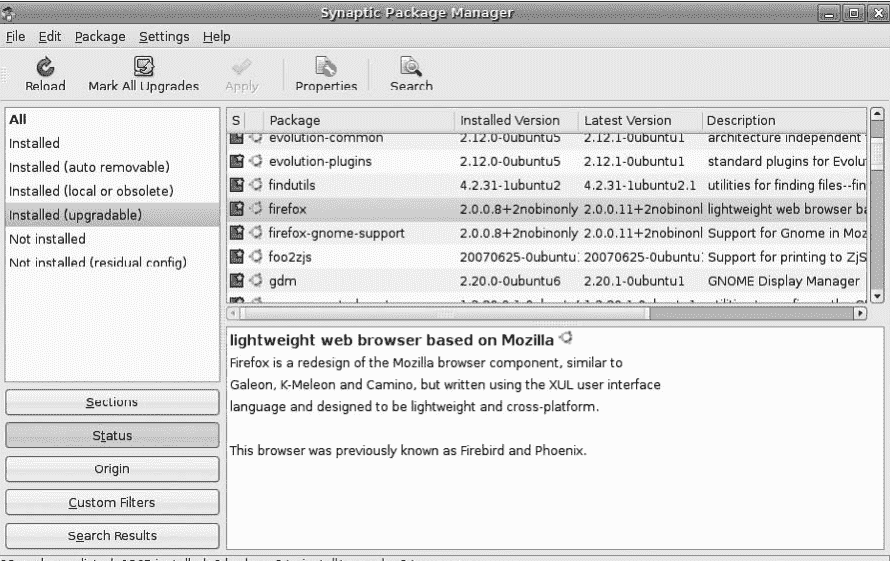 Synaptic Package Manager
File Edit Package Settings Help
Reload Mark All Upgrades Apply Properties Search
All
Installed
Installed (auto removable)
Installed (local or obsolete)
Installed (upgradable)
Not installed
Not installed (residual config)
Sections
Status
Origin
Custom Filters
Search Results
S Package Installed Version Latest Version Description
evolution-common 2.12.0-0ubuntu5 2.12.1-0ubuntu1 architecture independent
evolution-plugins 2.12.0-0ubuntu5 2.12.1-0ubuntu1 standard plugins for Evolu
findutils 4.2.31-1ubuntu2 4.2.31-1ubuntu2.1 utilities for finding files--fin
firefox 2.0.0.8+2nobinonly 2.0.0.11+2nobinonl lightweight web browser ba
firefox-gnome-support 2.0.0.8+2nobinonly 2.0.0.11+2nobinonl Support for Gnome in Moz
foo2zjs 20070625-0ubuntu: 20070625-0ubuntu: Support for printing to ZjS
gdm 2.20.0-0ubuntu6 2.20.1-0ubuntu1 GNOME Display Manager
lightweight web browser based on Mozilla
Firefox is a redesign of the Mozilla browser component, similar to
Galeon, K-Meleon and Camino, but written using the XUL user interface
language and designed to be lightweight and cross-platform.
This browser was previously known as Firebird and Phoenix.